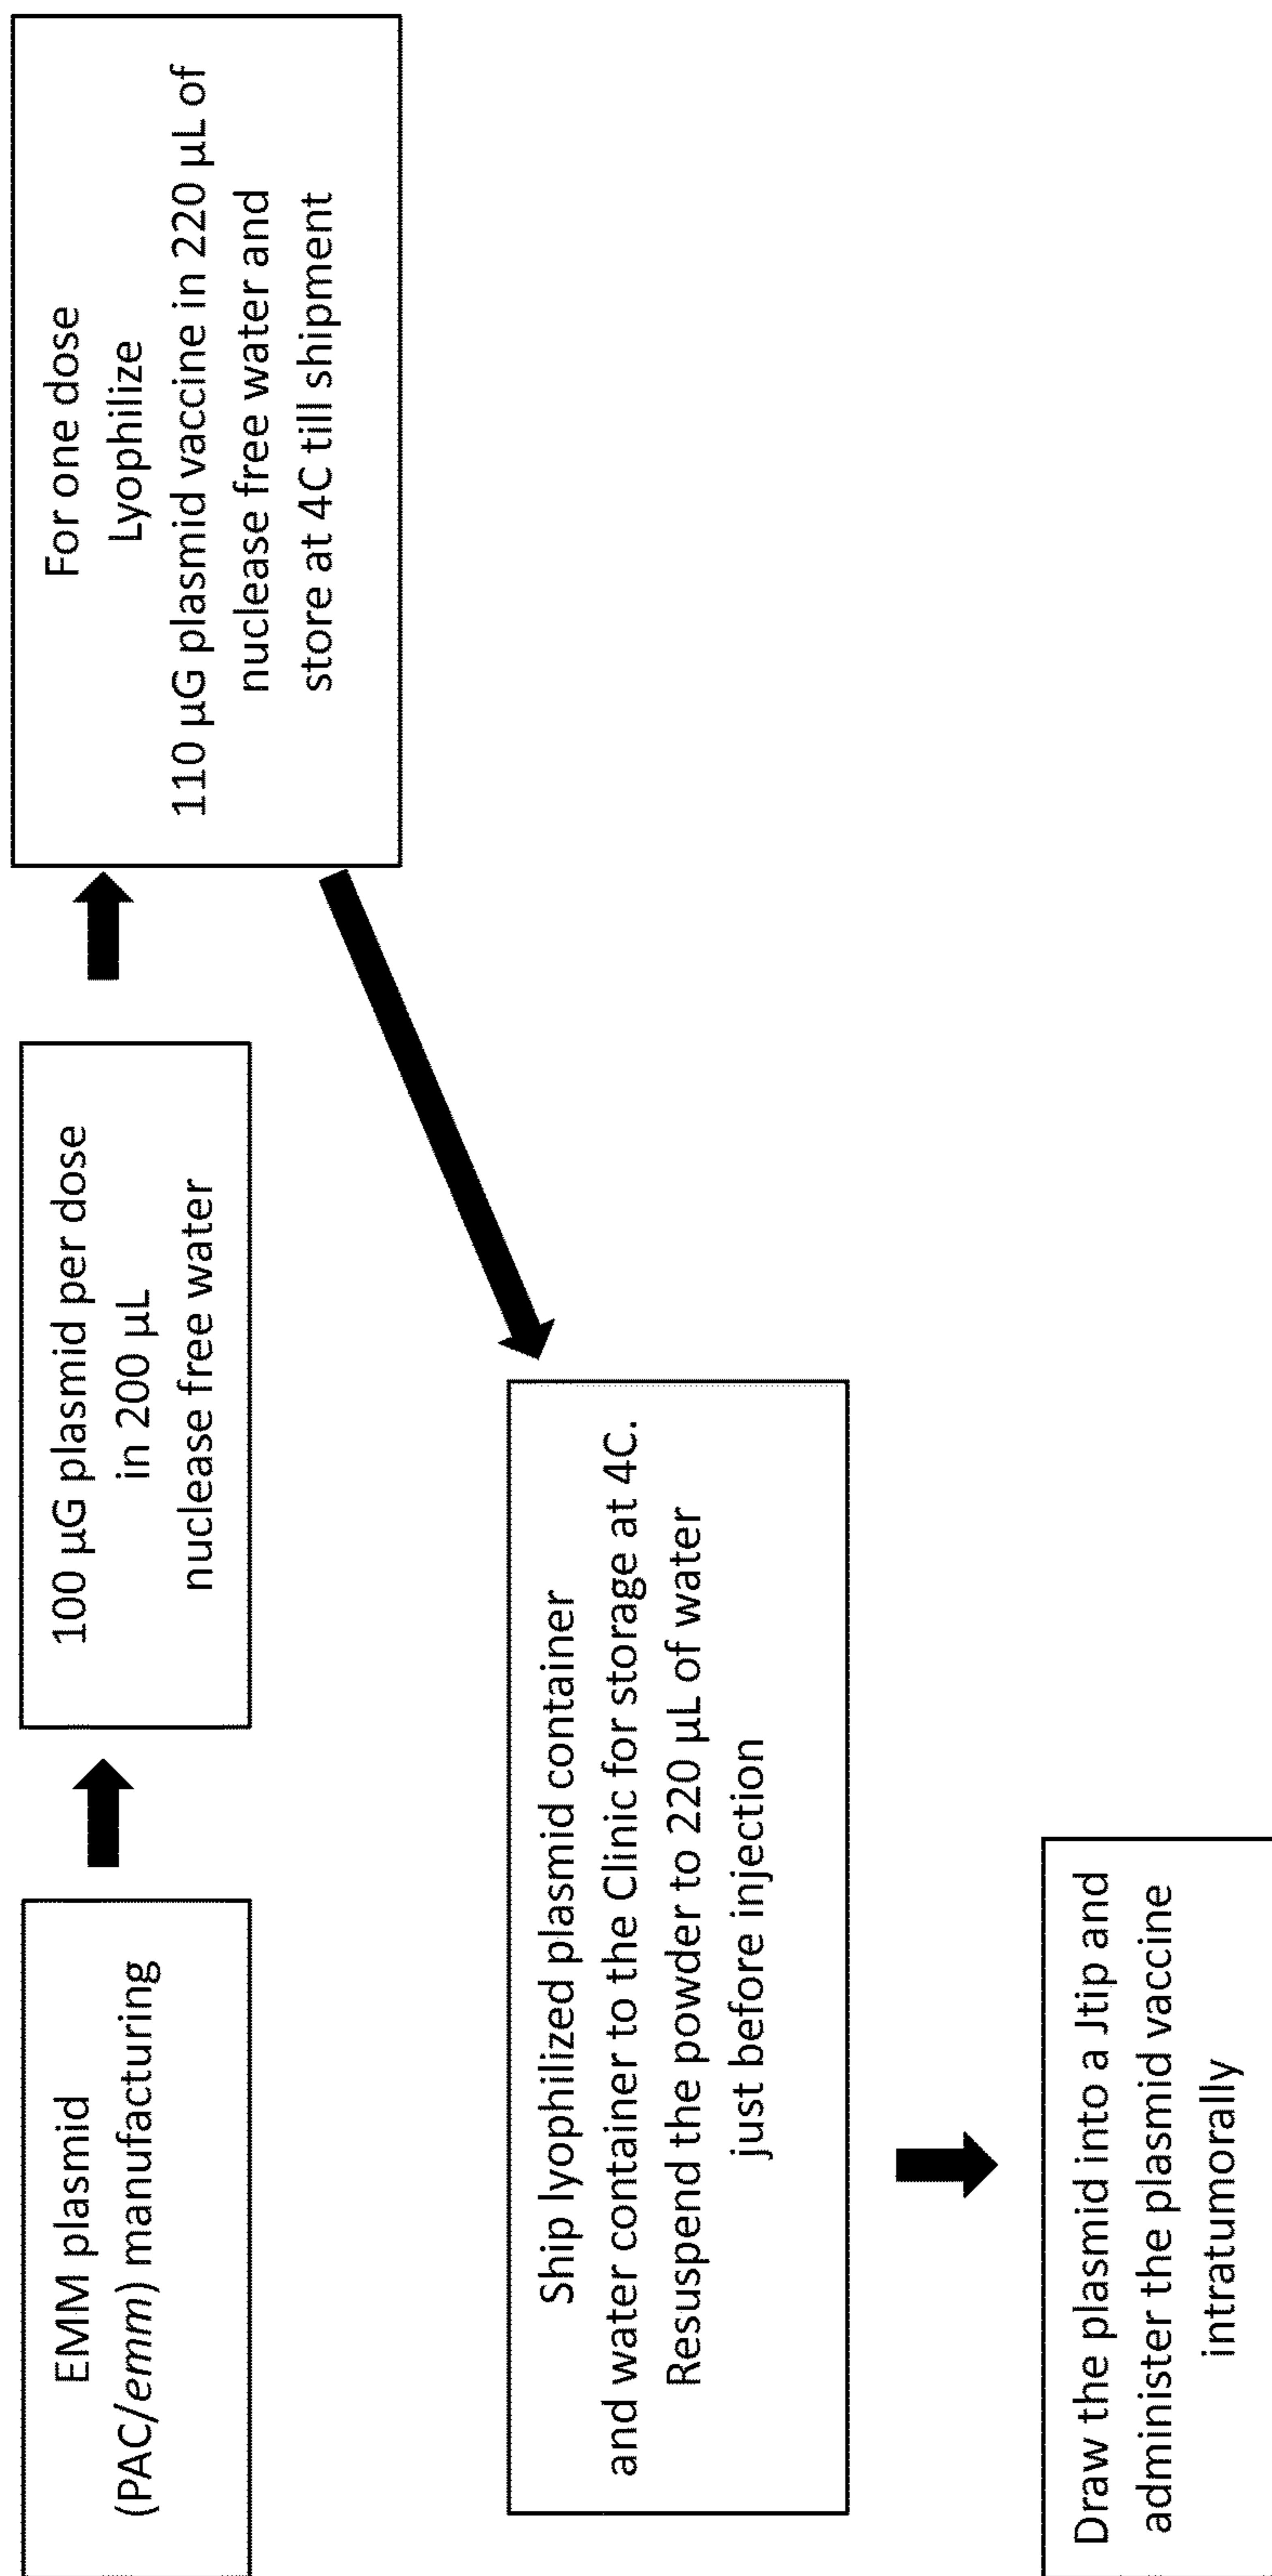 EMM plasmid
(PAC/emm) manufacturing
100 µG plasmid per dose
in 200 µL
nuclease free water
For one dose
Lyophilize
110 µG plasmid vaccine in 220 µL of
nuclease free water and
store at 4C till shipment
Ship lyophilized plasmid container
and water container to the Clinic for storage at 4C.
Resuspend the powder to 220 µL of water
just before injection
Draw the plasmid into a Jtip and
administer the plasmid vaccine
intratumorally